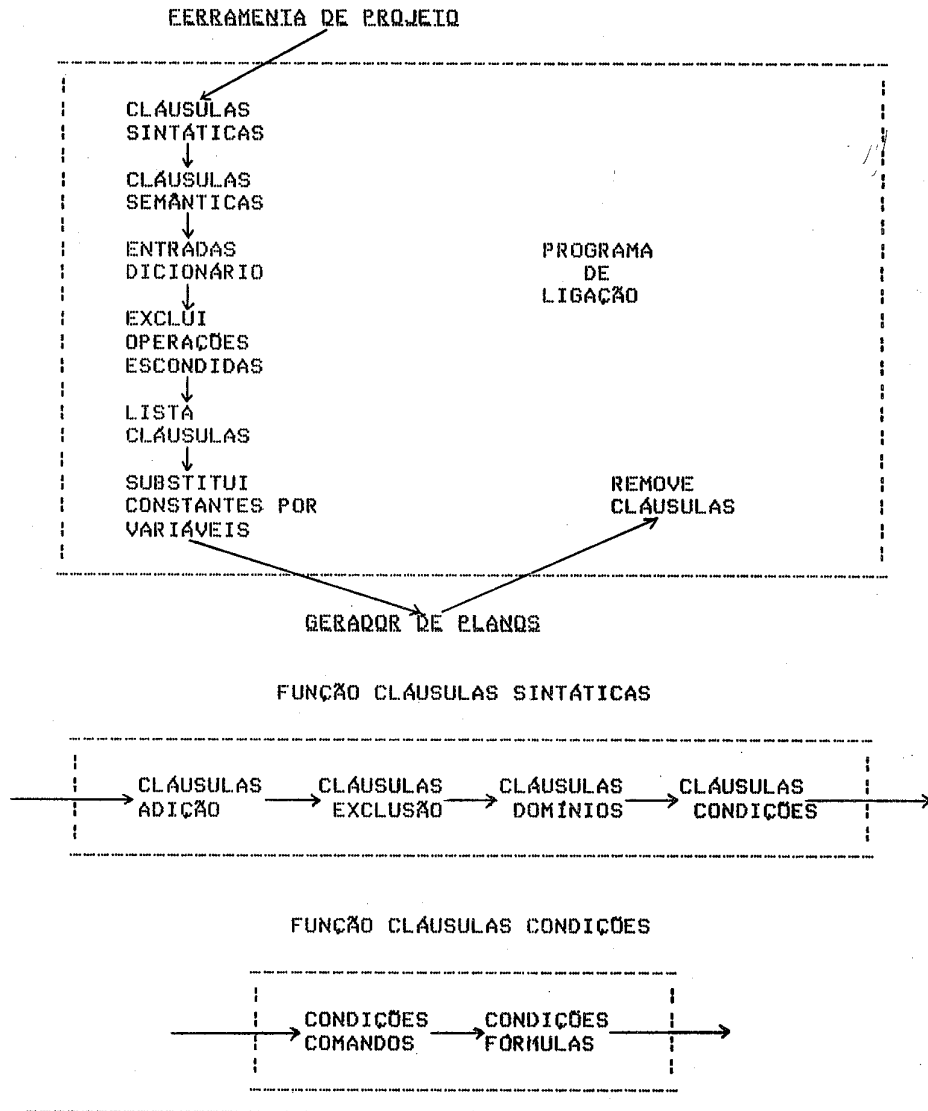 FERRAMENTA DE PROJETO
CLÁUSULAS
SINTÁTICAS
CLÁUSULAS
SEMÂNTICAS
ENTRADAS
DICIONÁRIO
PROGRAMA
DE
LIGAÇÃO
EXCLUI
OPERAÇÕES
ESCONDIDAS
LISTA
CLÁUSULAS
SUBSTITUI
CONSTANTES POR
VARIÁVEIS
REMOVE
CLÁUSULAS
GERADOR DE PLANOS
FUNÇÃO CLÁUSULAS SINTÁTICAS
CLÁUSULAS CLÁUSULAS CLÁUSULAS CLÁUSULAS
ADIÇÃO EXCLUSÃO DOMÍNIOS CONDIÇÕES
FUNÇÃO CLÁUSULAS CONDIÇÕES
CONDIÇÕES CONDIÇÕES
COMANDOS FÓRMULAS